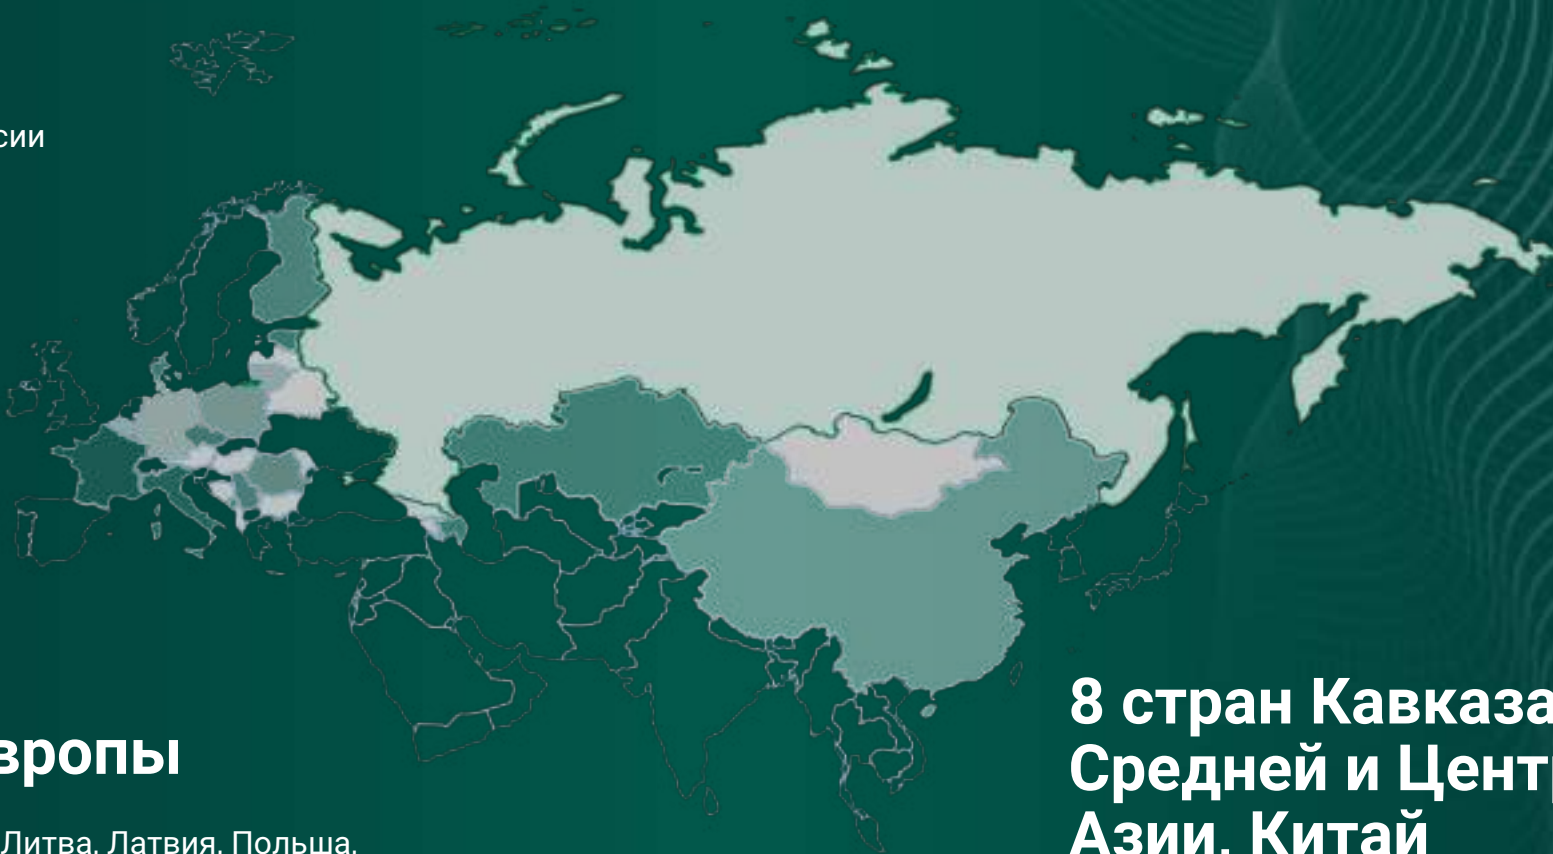 сии
вропы
Литва, Латвия, Польша,
8 стран Кавказа
Средней и Цент
Азии, Китай